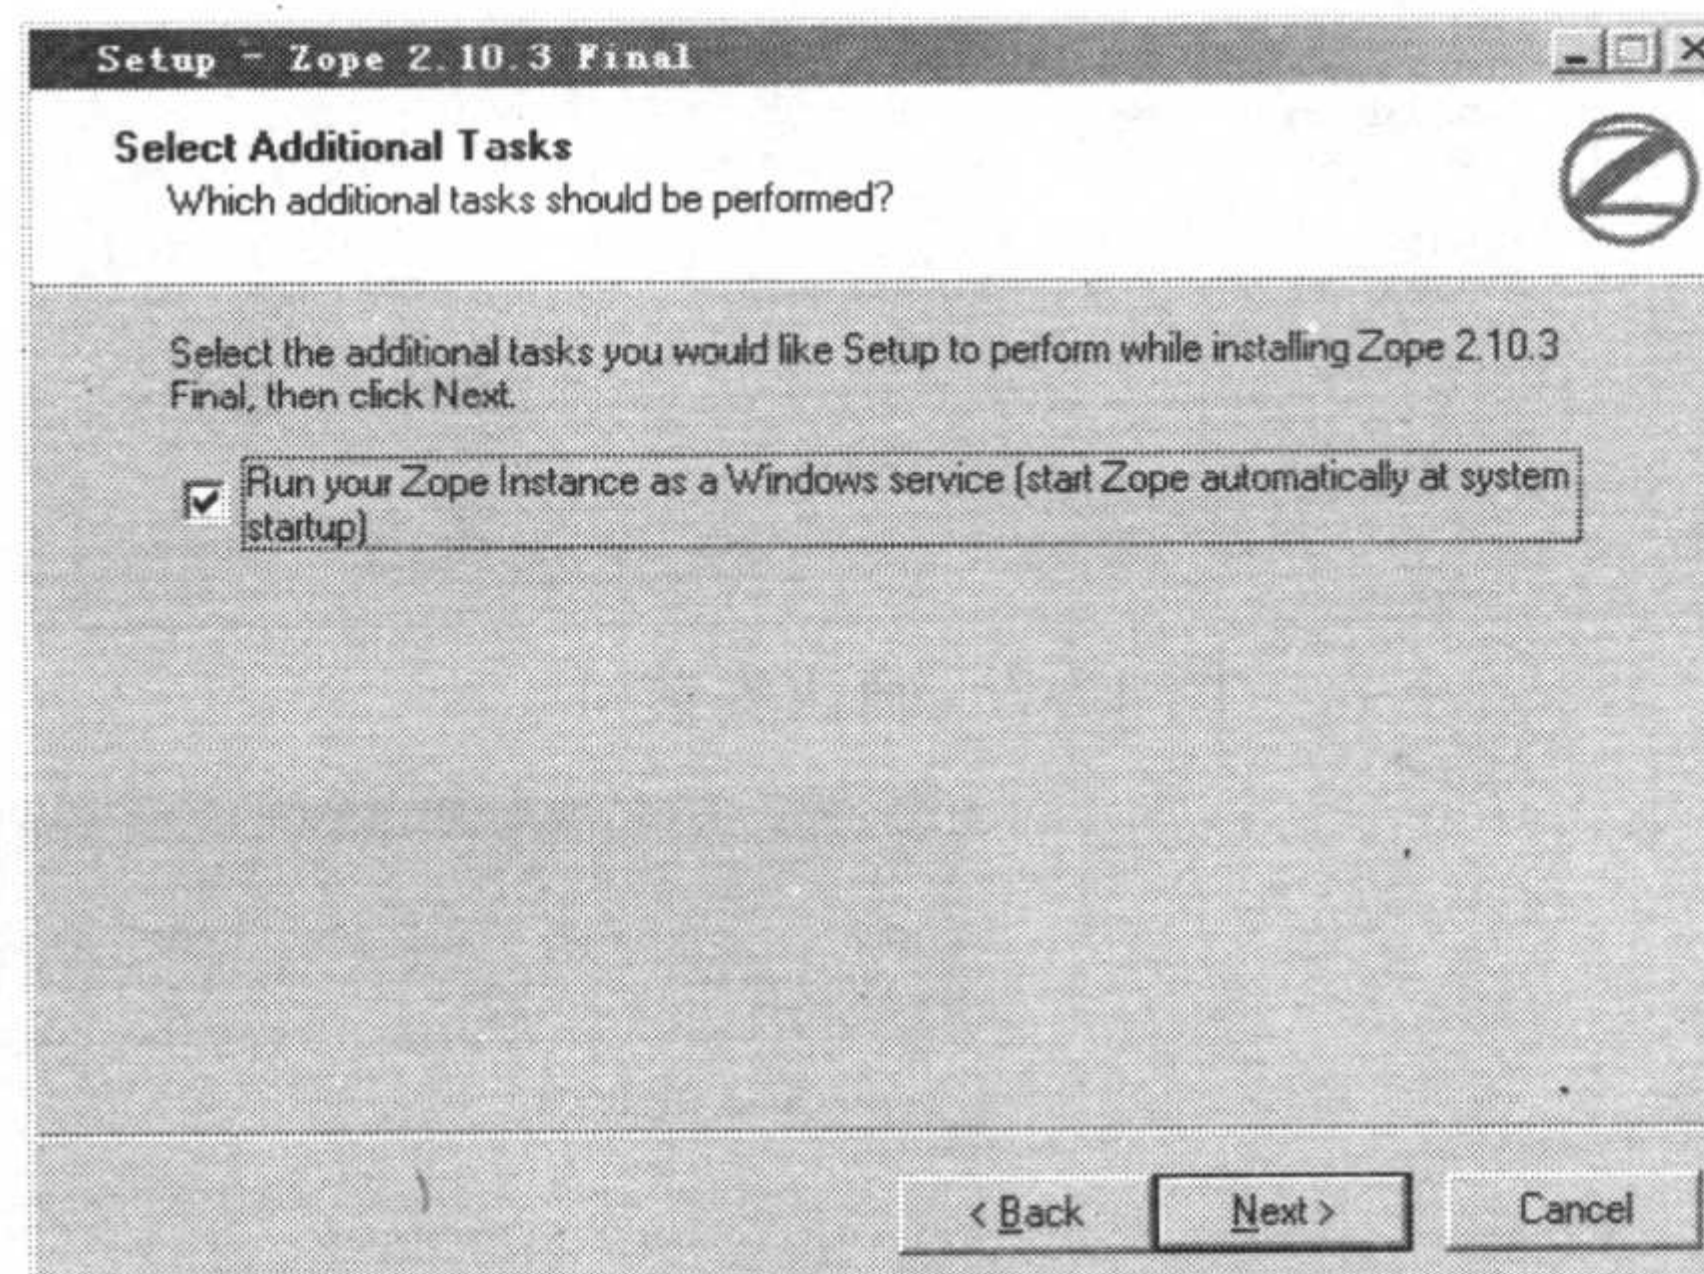 Setup - Zope 2.10.3 Final
Select Additional Tasks
Which additional tasks should be performed?
Select the additional tasks you would like Setup to perform while installing Zope 2.10.3
Final, then click Next.
Run your Zope Instance as a Windows service (start Zope automatically at system
startup)
< Back
Next >
Cancel